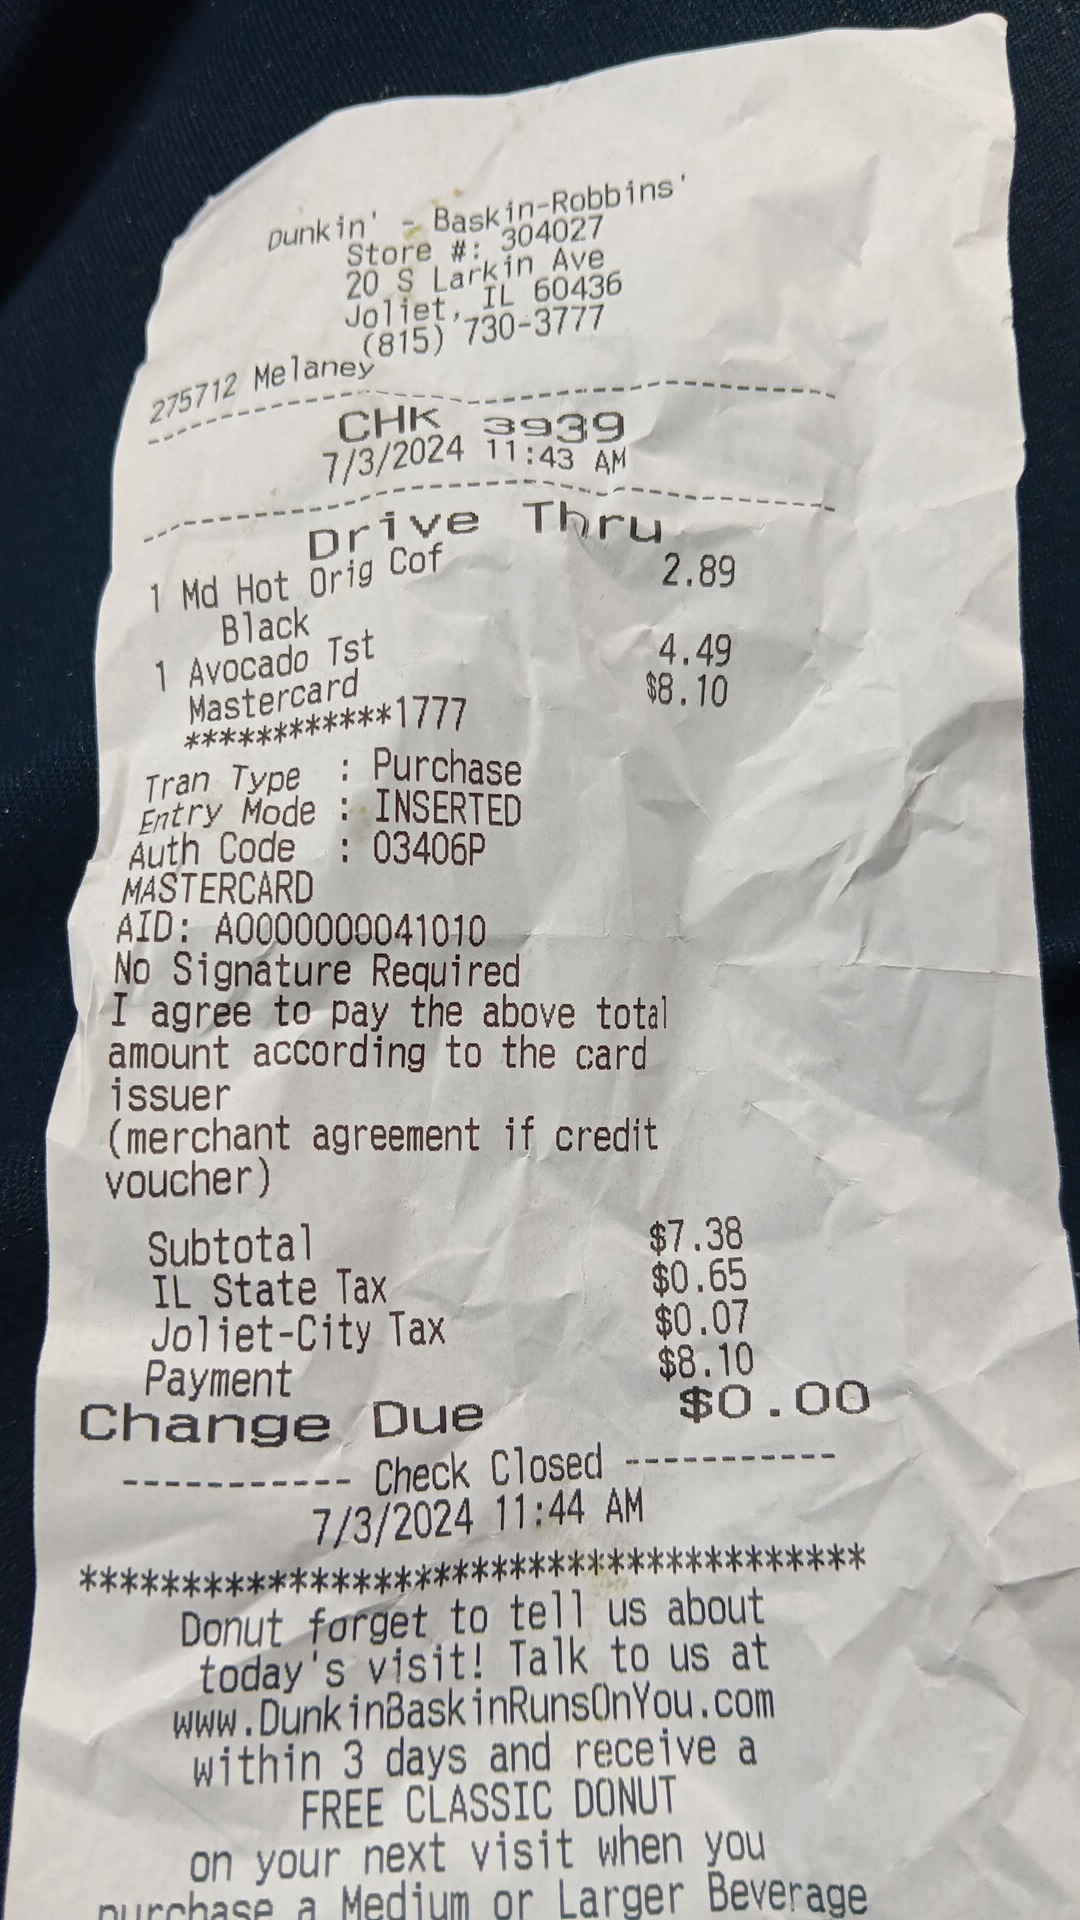 Dunkin' - Baskin-Robbins'
Store #: 304027
20 S Larkin Ave
Joliet, IL 60436
(815) 730-3777
275712 Melaney
CHK 3939
7/3/2024 11:43 AM
Drive Thru
1 Md Hot Orig Cof 2.89
Black
1 Avocado Tst 4.49
Mastercard $8.10
************1777
Tran Type : Purchase
Entry Mode : INSERTED
Auth Code : 03406P
MASTERCARD
AID: A0000000041010
No Signature Required
I agree to pay the above total
amount according to the card
issuer
(merchant agreement if credit
voucher)
Subtotal $7.38
IL State Tax $0.65
Joliet-City Tax $0.07
Payment $8.10
Change Due $0.00
----------- Check Closed -----------
7/3/2024 11:44 AM
**************************************
Donut forget to tell us about
today's visit! Talk to us at
www.DunkinBaskinRunsOnYou.com
within 3 days and receive a
FREE CLASSIC DONUT
on your next visit when you
purchase a Medium or Larger Beverage